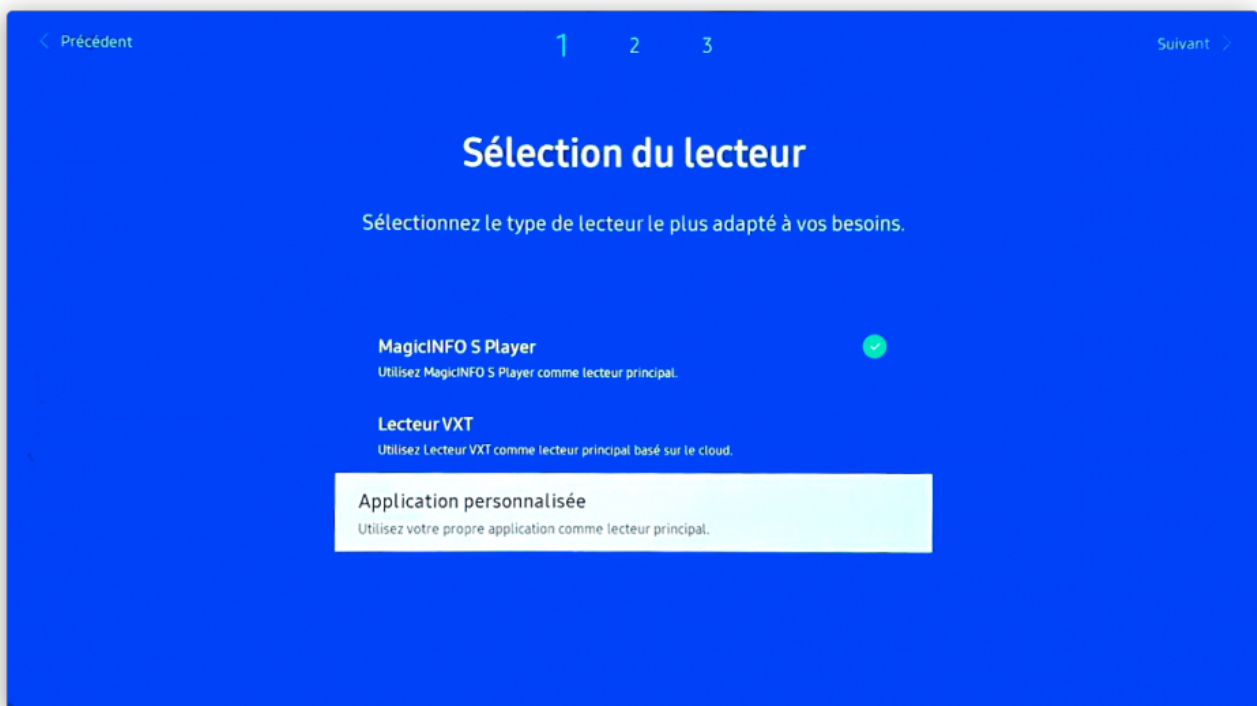 Précédent
1 2 3
Suivant
Sélection du lecteur
Sélectionnez le type de lecteur le plus adapté à vos besoins.
MagicINFO S Player
Utilisez MagicINFO S Player comme lecteur principal.
Lecteur VXT
Utilisez Lecteur VXT comme lecteur principal basé sur le cloud.
Application personnalisée
Utilisez votre propre application comme lecteur principal.